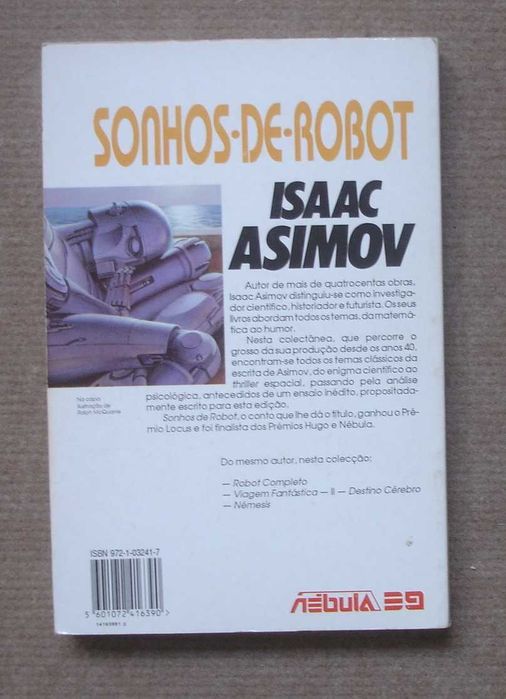 SONHOS·DE·ROBOT
ISAAC
ASIMOV
Autor de mais de quatrocentas obras,
Isaac Asimov distinguiu-se como investiga-
dor científico, historiador e futurista. Os seus
livros abordam todos os temas, da matemá-
tica ao humor.
Nesta colectânea, que percorre o
grosso da sua produção desde os anos 40,
encontram-se todos os temas clássicos da
escrita de Asimov, do enigma científico ao
thriller espacial, passando pela análise
psicológica, antecedidos de um ensaio inédito, propositada-
mente escrito para esta edição.
Sonhos de Robot, o conto que lhe dá o título, ganhou o Pré-
mio Locus e foi finalista dos Prémios Hugo e Nébula.
Na capa:
ilustração de
Ralph McQuarrie
Do mesmo autor, nesta colecção:
— Robot Completo
— Viagem Fantástica — II — Destino Cérebro
— Némesis
ISBN 972-1-03241-7
5 601072 416390 >
nébula 39